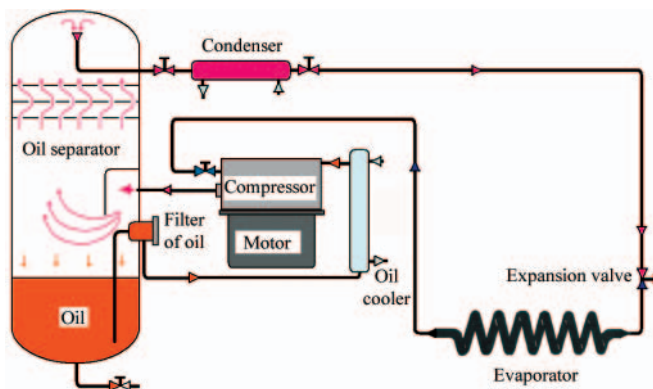 Condenser
Oil separator
Compressor
Filter
of oil
Motor
Oil
cooler
Expansion valve
Oil
Evaporator